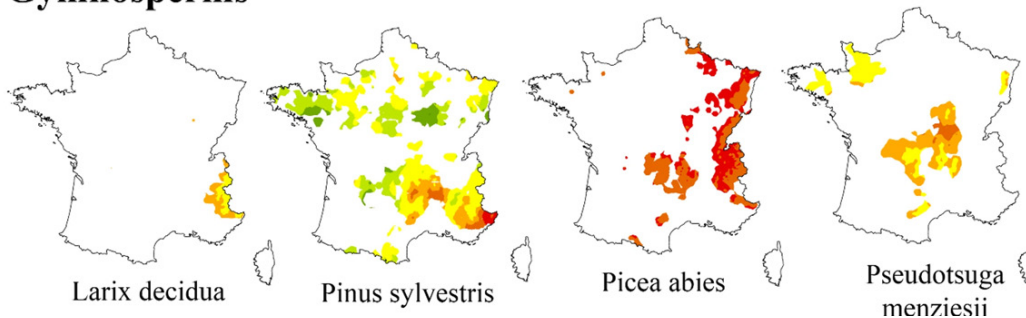 Gymnosperms
Larix decidua
Pinus sylvestris
Picea abies
Pseudotsuga
menziesii